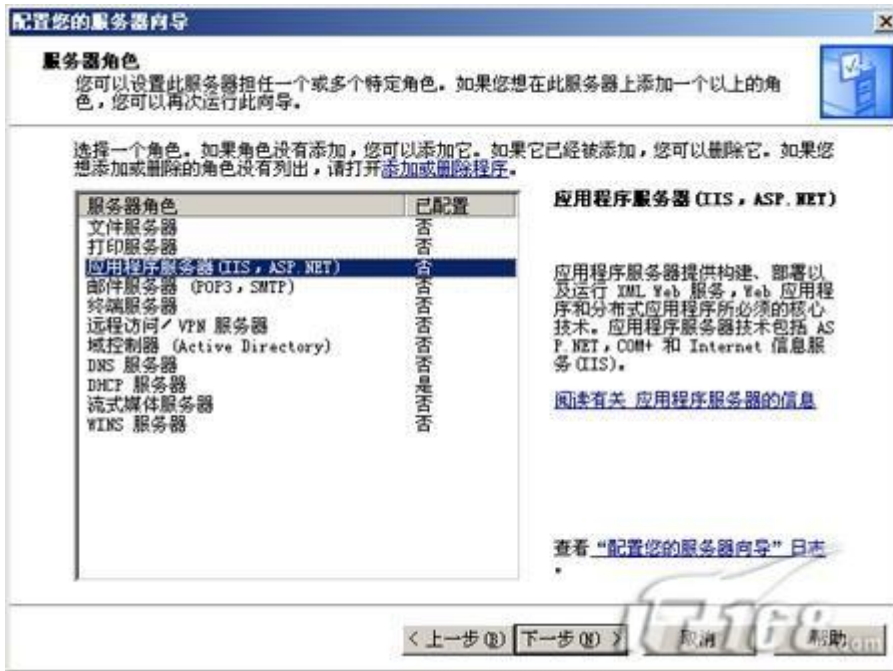 配置您的服务器向导
服务器角色
您可以设置此服务器担任一个或多个特定角色。如果您想在此服务器上添加一个以上的角
色，您可以再次运行此向导。
选择一个角色。如果角色没有添加，您可以添加它。如果它已经被添加，您可以删除它。如果您
想添加或删除的角色没有列出，请打开添加或删除程序。
服务器角色 已配置
文件服务器 否
打印服务器 否
应用程序服务器(IIS，ASP.NET) 否
邮件服务器 (POP3，SMTP) 否
终端服务器 否
远程访问/VPN 服务器 否
域控制器 (Active Directory) 否
DNS 服务器 否
DHCP 服务器 是
流式媒体服务器 否
WINS 服务器 否
应用程序服务器(IIS，ASP.NET)
应用程序服务器提供构建、部署以
及运行 XML Web 服务，Web 应用程
序和分布式应用程序所必须的核心
技术。应用程序服务器技术包括 AS
P.NET，COM+ 和 Internet 信息服
务(IIS)。
阅读有关 应用程序服务器的信息
查看“配置您的服务器向导”日志
。
< 上一步(B) 下一步(N) > 取消 帮助
IT168.com